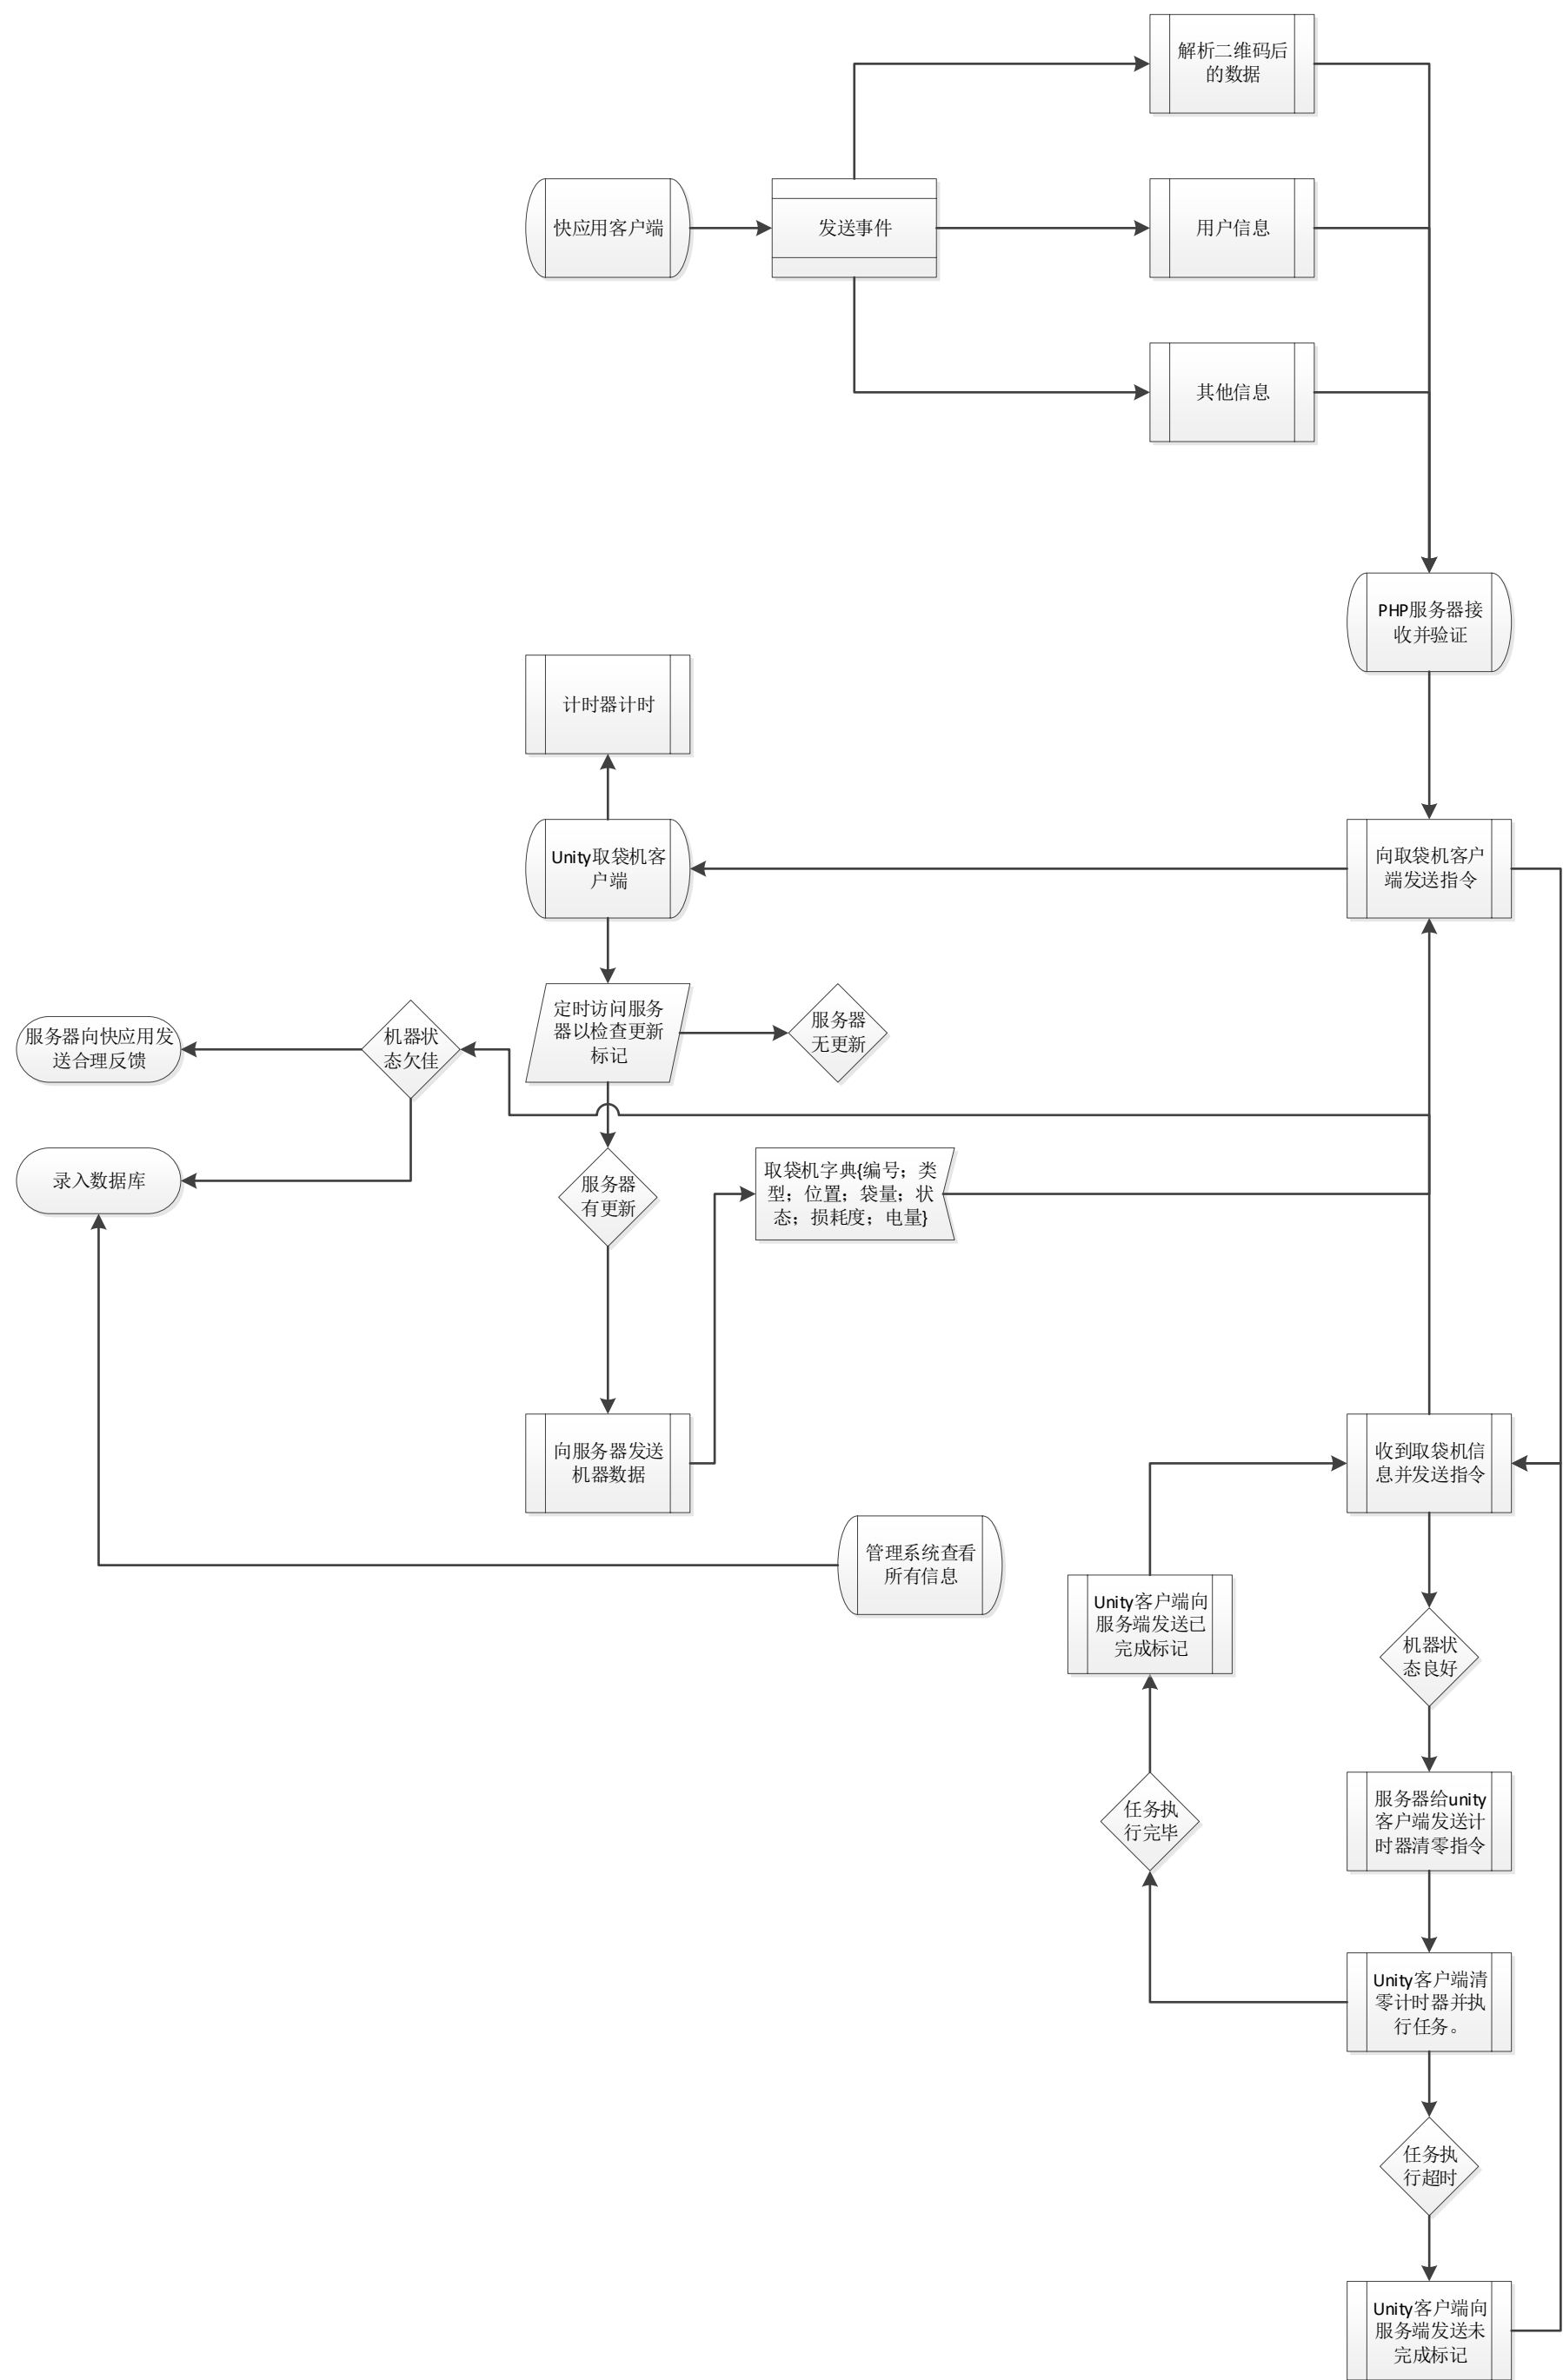 解析二维码后
的数据
快应用客户端
发送事件
用户信息
其他信息
PHP服务器接
收并验证
计时器计时
Unity取袋机客
户端
向取袋机客户
端发送指令
服务器向快应用发
送合理反馈
机器状
态欠佳
定时访问服务
器以检查更新
标记
服务器
无更新
录入数据库
服务器
有更新
取袋机字典{编号；类
型；位置；袋量；状
态；损耗度；电量}
向服务器发送
机器数据
收到取袋机信
息并发送指令
管理系统查看
所有信息
Unity客户端向
服务端发送已
完成标记
机器状
态良好
任务执
行完毕
服务器给unity
客户端发送计
时器清零指令
Unity客户端清
零计时器并执
行任务。
任务执
行超时
Unity客户端向
服务端发送未
完成标记